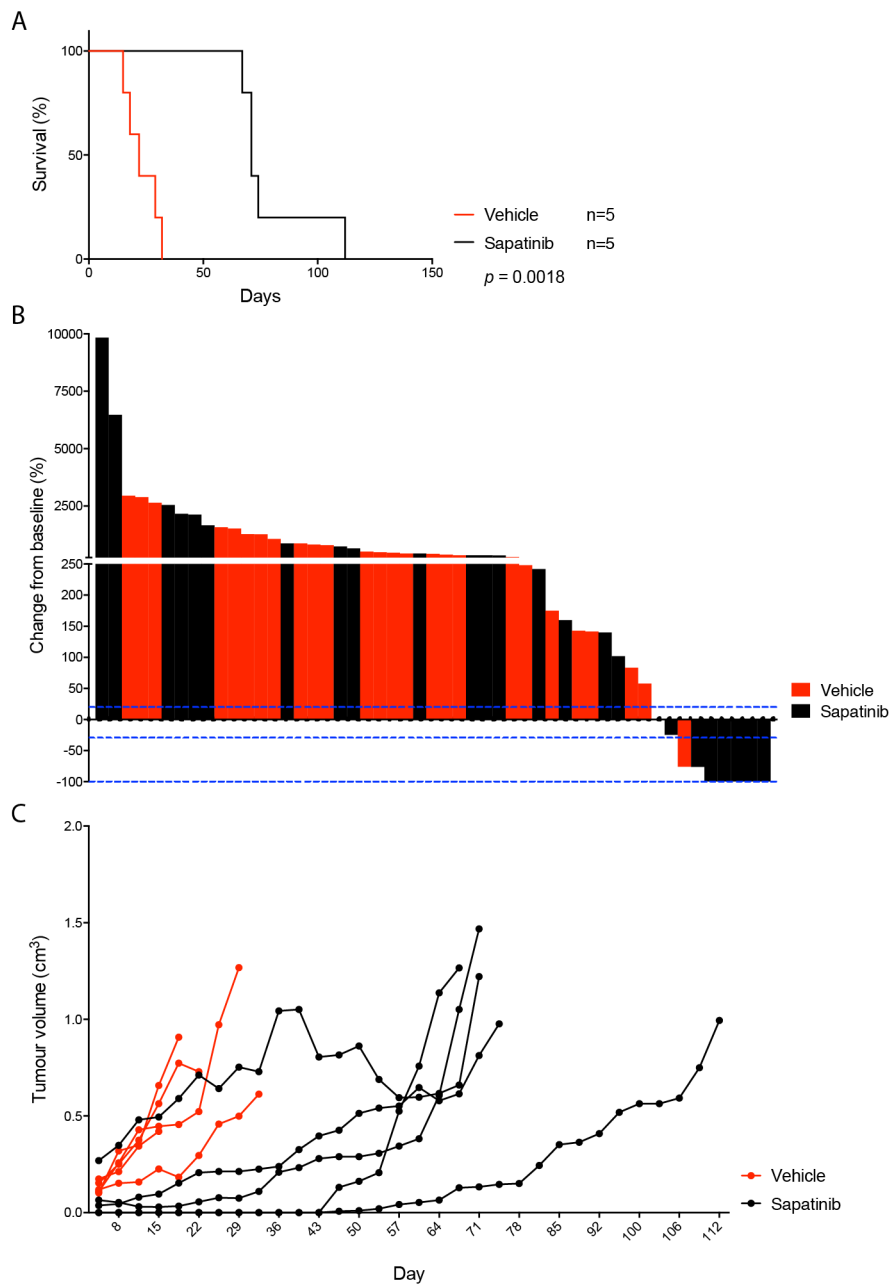 A
100
50
0
Survival (%)
0 50 100 150
Days
Vehicle n=5
Sapatinib n=5
p = 0.0018
B
10000
7500
5000
2500
250
200
150
100
50
0
-50
-100
Change from baseline (%)
Vehicle
Sapatinib
C
2.0
1.5
1.0
0.5
0.0
Tumour volume (cm³)
8 15 22 29 36 43 50 57 64 71 78 85 92 100 106 112
Day
Vehicle
Sapatinib